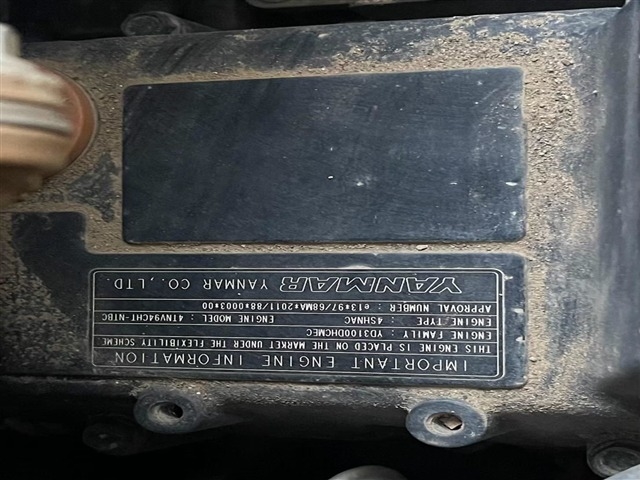 IMPORTANT ENGINE INFORMATION
THIS ENGINE IS PLACED ON THE MARKET UNDER THE FLEXIBILITY SCHEME
ENGINE FAMILY : YD3100DHCMEC
ENGINE TYPE : 4SHNAC ENGINE MODEL : 4TNV94CHT-NTBC
APPROVAL NUMBER : e13*97/68MA*2011/88*0003*00
YANMAR YANMAR CO.,LTD.